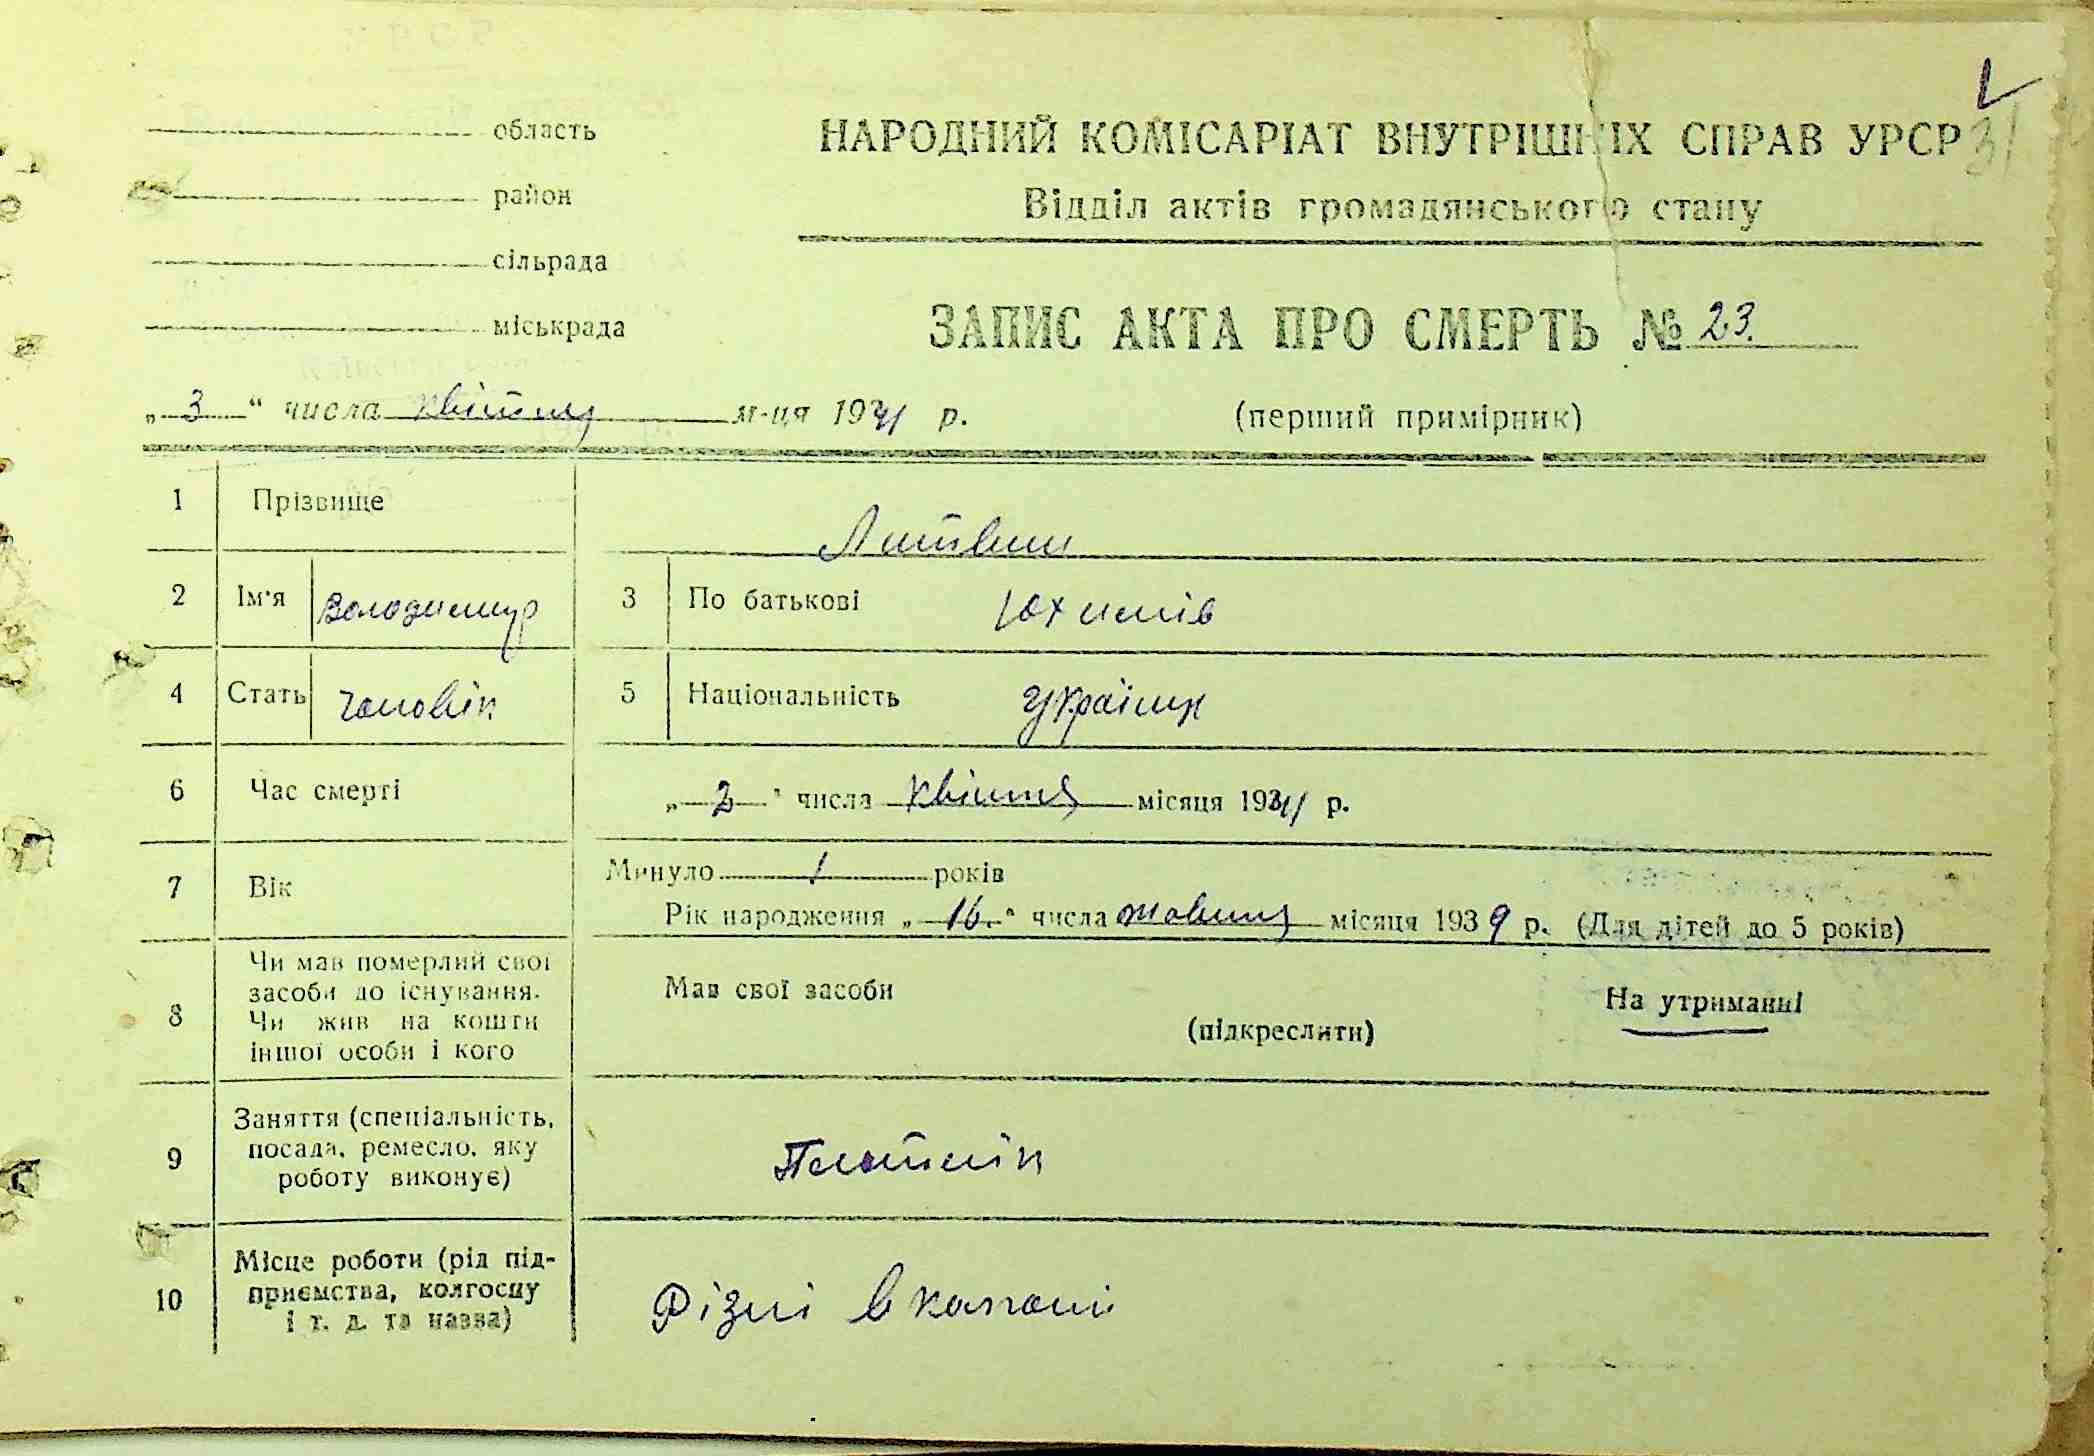 31
область
НАРОДНИЙ КОМІСАРІАТ ВНУТРІШНІХ СПРАВ УРСР
район
Відділ актів громадянського стану
сільрада
міськрада
ЗАПИС АКТА ПРО СМЕРТЬ № 23.
„ 3 “ числа квітня м-ця 1941 р.
(перший примірник)
1 Прізвище Литвин
2 Ім'я Володимир 3 По батькові Юхимів
4 Стать чоловік 5 Національність Українц
6 Час смерті „ 2 “ числа квітня місяця 1941 р.
7 Вік Минуло 1 років
Рік народження „ 16. “ числа жовтня місяця 1939 р. (Для дітей до 5 років)
8 Чи мав померлий свої засоби до існування. Чи жив на кошти іншої особи і кого
Мав свої засоби
(підкреслити)
На утриманні
9 Заняття (спеціальність, посада, ремесло, яку роботу виконує) Плотнік
10 Місце роботи (рід підприємства, колгоспу і т. д. та назва) Різні